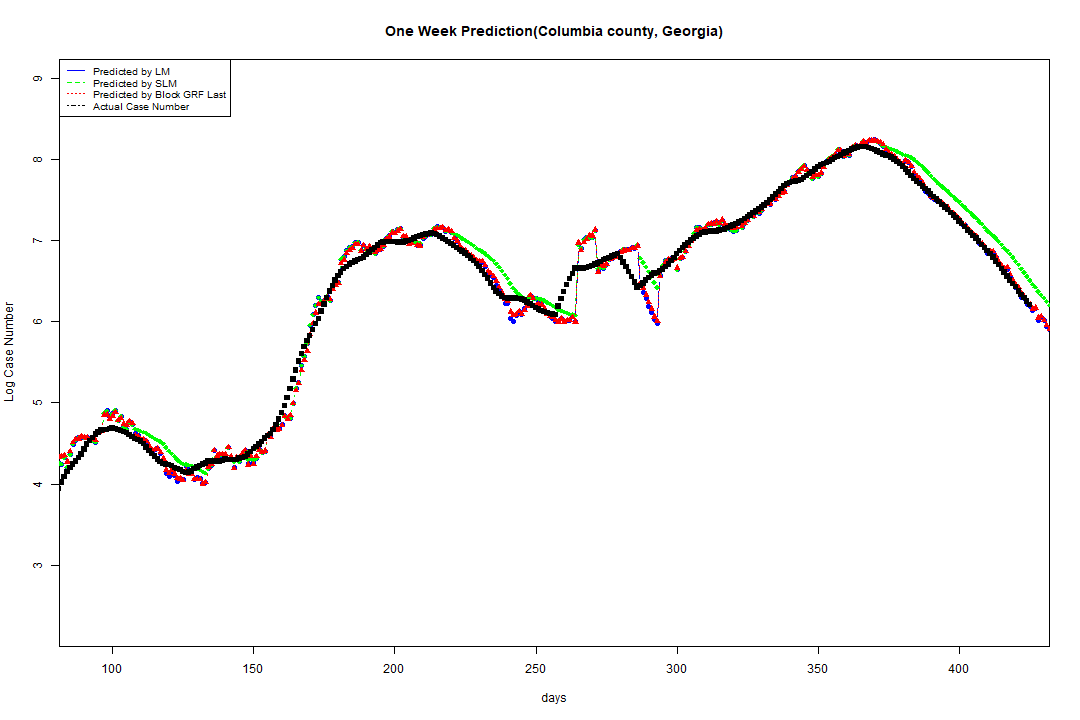 One Week Prediction(Columbia county, Georgia)
Predicted by LM
Predicted by SLM
Predicted by Block GRF Last
Actual Case Number
9
8
7
6
5
4
3
Log Case Number
100 150 200 250 300 350 400
days